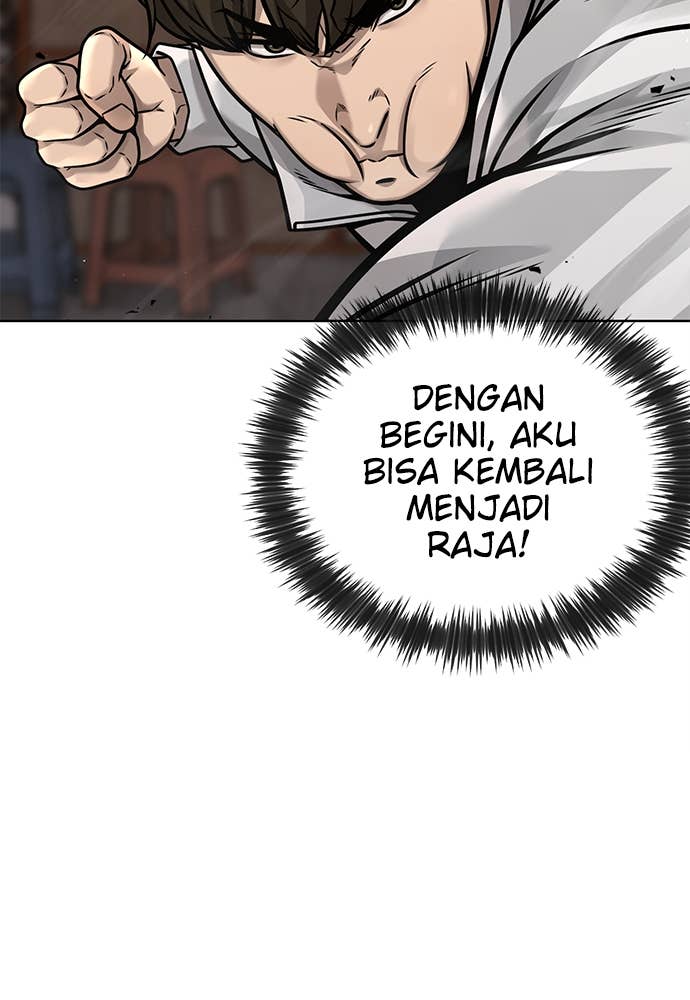 DENGAN
BEGINI, AKU
BISA KEMBALI
MENJADI
RAJA!